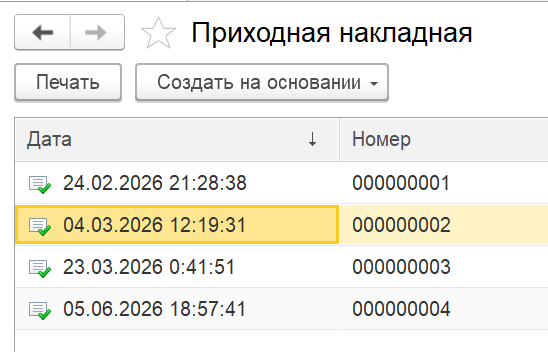 Приходная накладная
Печать Создать на основании
Дата Номер
24.02.2026 21:28:38 000000001
04.03.2026 12:19:31 000000002
23.03.2026 0:41:51 000000003
05.06.2026 18:57:41 000000004